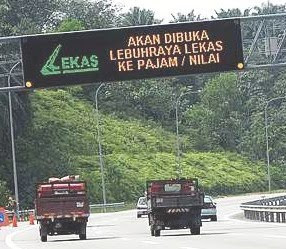 LEKAS
AKAN DIBUKA
LEBUHRAYA LEKAS
KE PAJAM / NILAI